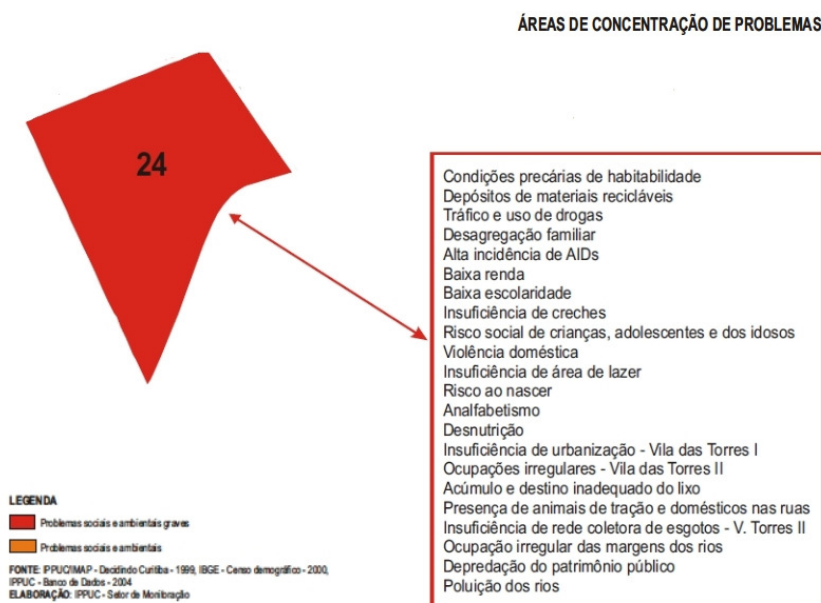 ÁREAS DE CONCENTRAÇÃO DE PROBLEMAS
24
Condições precárias de habitabilidade
Depósitos de materiais recicláveis
Tráfico e uso de drogas
Desagregação familiar
Alta incidência de AIDs
Baixa renda
Baixa escolaridade
Insuficiência de creches
Risco social de crianças, adolescentes e dos idosos
Violência doméstica
Insuficiência de área de lazer
Risco ao nascer
Analfabetismo
Desnutrição
Insuficiência de urbanização - Vila das Torres I
Ocupações irregulares - Vila das Torres II
Acúmulo e destino inadequado do lixo
Presença de animais de tração e domésticos nas ruas
Insuficiência de rede coletora de esgotos - V. Torres II
Ocupação irregular das margens dos rios
Depredação do patrimônio público
Poluição dos rios
LEGENDA
Problemas sociais e ambientais graves
Problemas sociais e ambientais
FONTE: IPPUC/IMAP - Decidindo Curitiba - 1999, IBGE - Censo demográfico - 2000,
IPPUC - Banco de Dados - 2004
ELABORAÇÃO: IPPUC - Setor de Monitoração